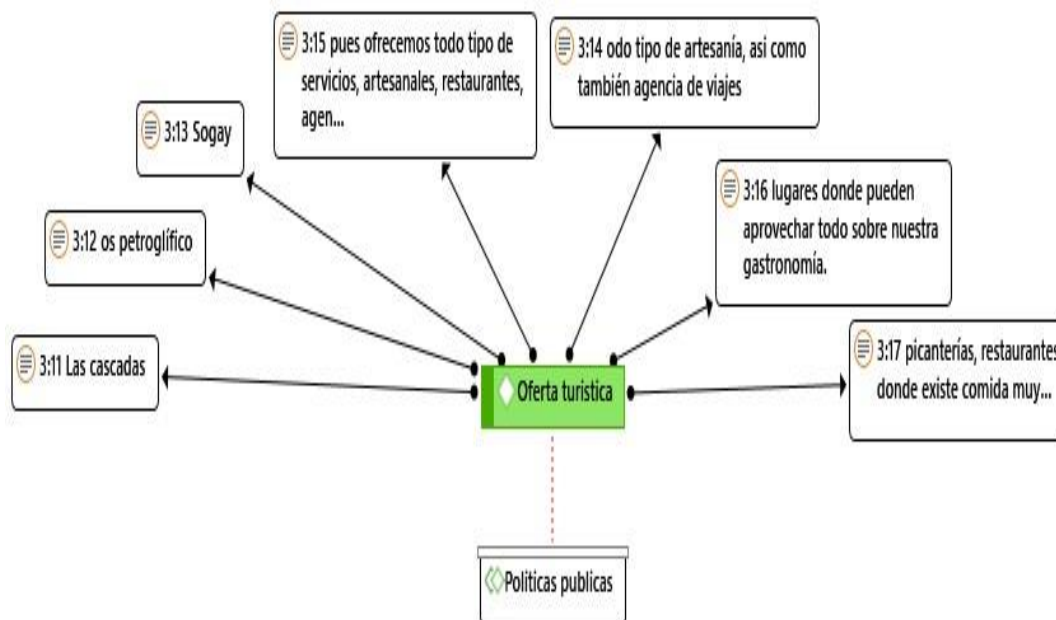 3:15 pues ofrecemos todo tipo de
servicios, artesanales, restaurantes,
agen...
3:14 odo tipo de artesanía, asi como
también agencia de viajes
3:13 Sogay
3:16 lugares donde pueden
aprovechar todo sobre nuestra
gastronomía.
3:12 os petroglífico
3:11 Las cascadas
3:17 picanterías, restaurantes
donde existe comida muy...
Oferta turistica
Politicas publicas